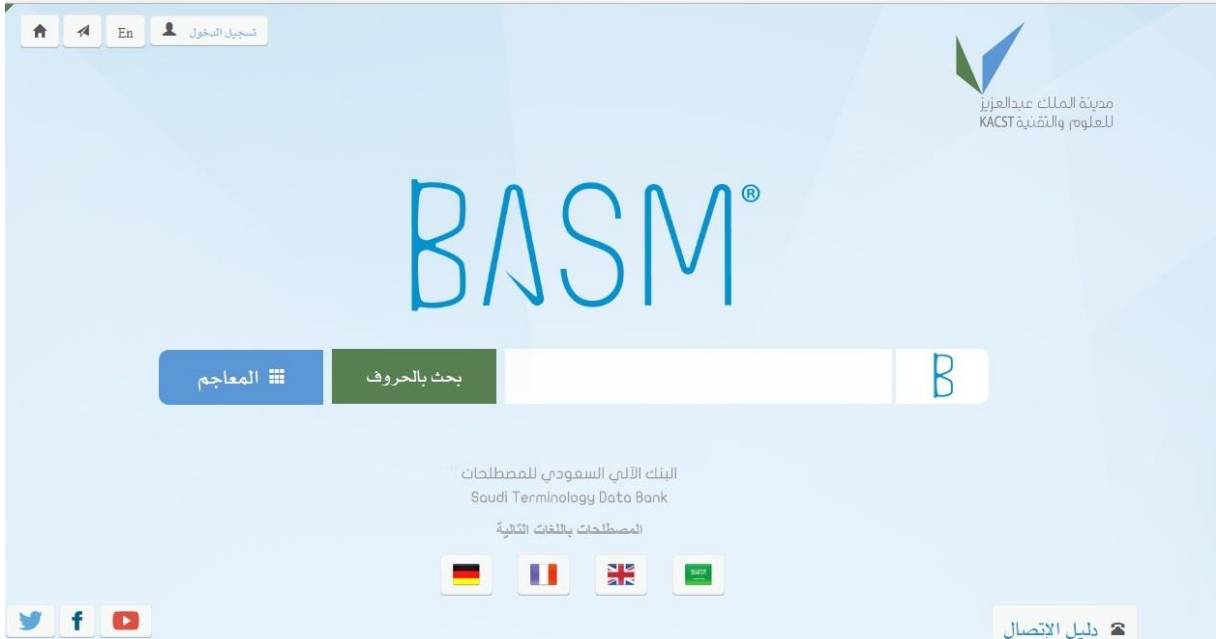 En
تسجيل الدخول
مدينة الملك عبدالعزيز
للعلوم والتقنية KACST
BASM®
المعاجم
بحث بالحروف
B
البنك الآلي السعودي للمصطلحات
Saudi Terminology Data Bank
المصطلحات باللغات التالية
دليل الإتصال